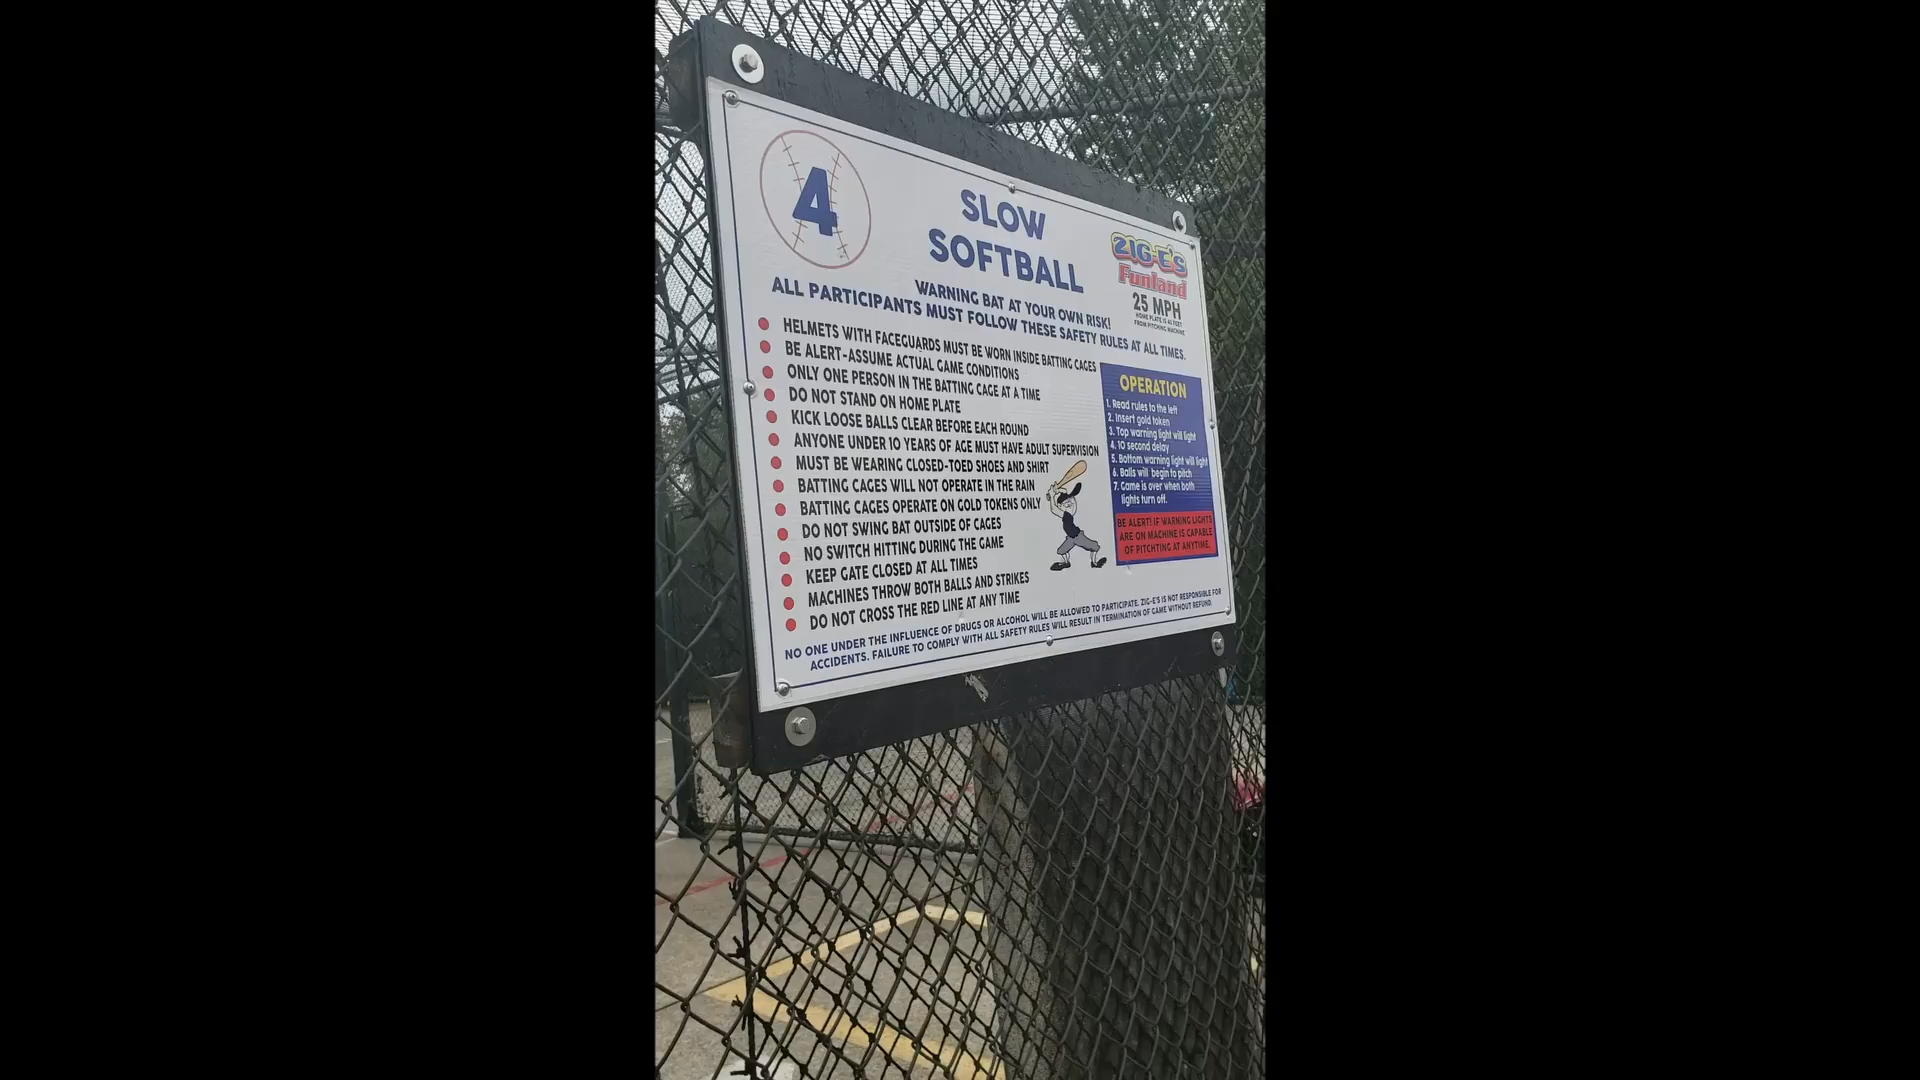 4
SLOW
SOFTBALL
ZIG-E'S
Funland
25 MPH
HOME PLATE IS 45 FEET
FROM PITCHING MACHINE
WARNING BAT AT YOUR OWN RISK!
ALL PARTICIPANTS MUST FOLLOW THESE SAFETY RULES AT ALL TIMES.
HELMETS WITH FACEGUARDS MUST BE WORN INSIDE BATTING CAGES
BE ALERT-ASSUME ACTUAL GAME CONDITIONS
ONLY ONE PERSON IN THE BATTING CAGE AT A TIME
DO NOT STAND ON HOME PLATE
KICK LOOSE BALLS CLEAR BEFORE EACH ROUND
ANYONE UNDER 10 YEARS OF AGE MUST HAVE ADULT SUPERVISION
MUST BE WEARING CLOSED-TOED SHOES AND SHIRT
BATTING CAGES WILL NOT OPERATE IN THE RAIN
BATTING CAGES OPERATE ON GOLD TOKENS ONLY
DO NOT SWING BAT OUTSIDE OF CAGES
NO SWITCH HITTING DURING THE GAME
KEEP GATE CLOSED AT ALL TIMES
MACHINES THROW BOTH BALLS AND STRIKES
DO NOT CROSS THE RED LINE AT ANY TIME
OPERATION
1. Read rules to the left
2. Insert gold token
3. Top warning light will light
4. 10 second delay
5. Bottom warning light will light
6. Balls will begin to pitch
7. Game is over when both
lights turn off.
BE ALERT! IF WARNING LIGHTS
ARE ON MACHINE IS CAPABLE
OF PITCHTING AT ANYTIME.
NO ONE UNDER THE INFLUENCE OF DRUGS OR ALCOHOL WILL BE ALLOWED TO PARTICIPATE. ZIG-E'S IS NOT RESPONSIBLE FOR
ACCIDENTS. FAILURE TO COMPLY WITH ALL SAFETY RULES WILL RESULT IN TERMINATION OF GAME WITHOUT REFUND.